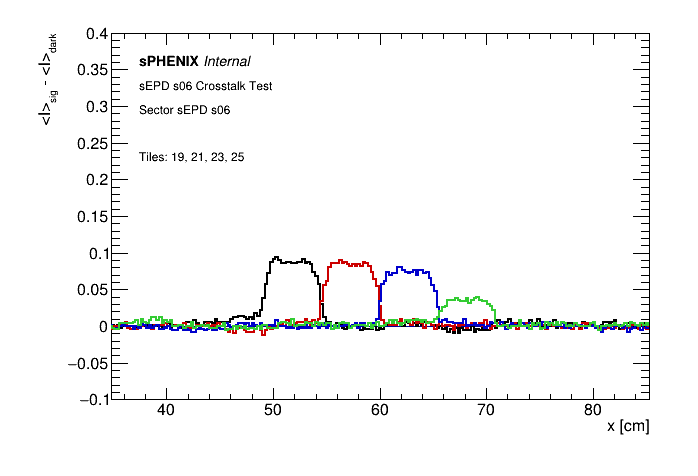 <I>sig - <I>dark
0.4
0.35
0.3
0.25
0.2
0.15
0.1
0.05
0
−0.05
−0.1
sPHENIX Internal
sEPD s06 Crosstalk Test
Sector sEPD s06
Tiles: 19, 21, 23, 25
40 50 60 70 80
x [cm]